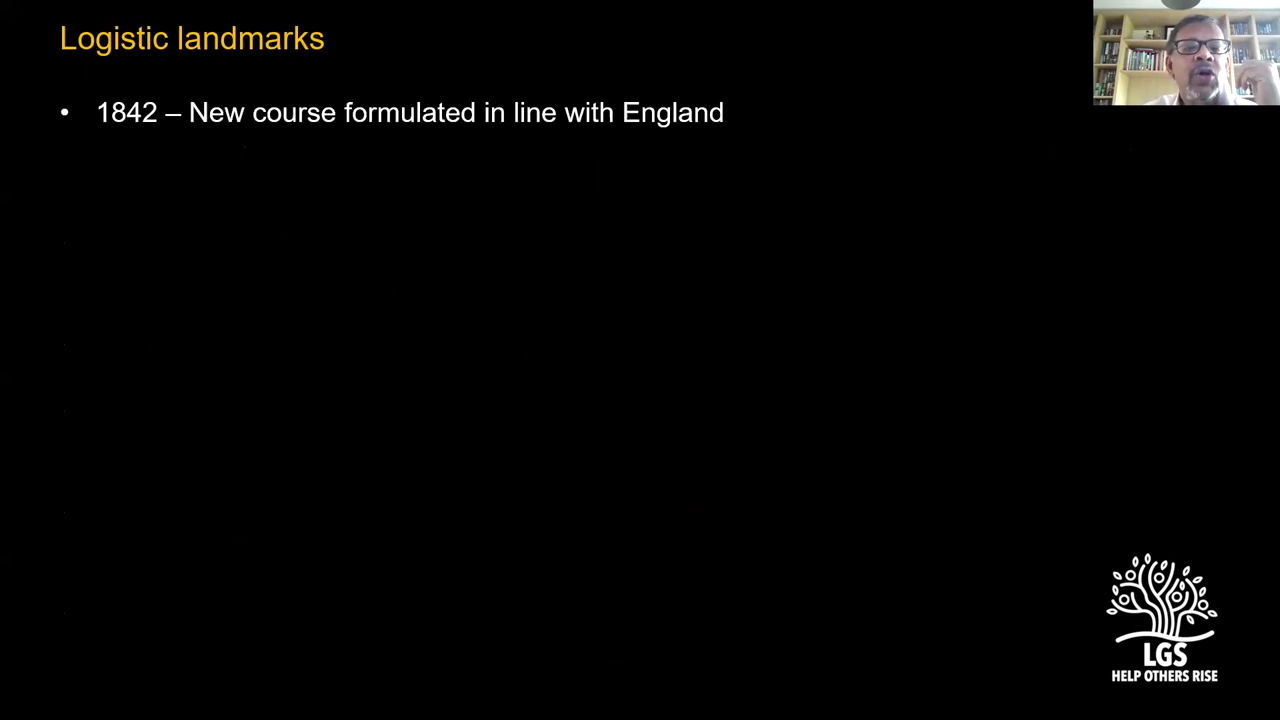 Logistic landmarks
• 1842 – New course formulated in line with England
LGS
HELP OTHERS RISE